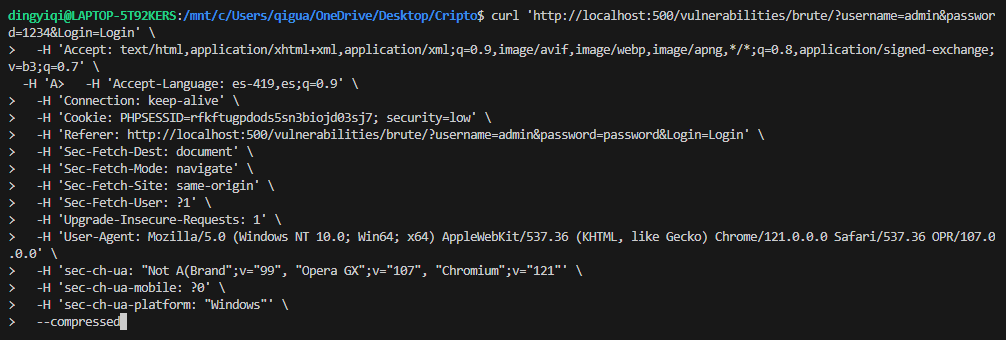 dingyiqi@LAPTOP-5T92KERS:/mnt/c/Users/qigua/OneDrive/Desktop/Cripto$ curl 'http://localhost:500/vulnerabilities/brute/?username=admin&passwor
d=1234&Login=Login' \
>   -H 'Accept: text/html,application/xhtml+xml,application/xml;q=0.9,image/avif,image/webp,image/apng,*/*;q=0.8,application/signed-exchange;
v=b3;q=0.7' \
  -H 'A>   -H 'Accept-Language: es-419,es;q=0.9' \
>   -H 'Connection: keep-alive' \
>   -H 'Cookie: PHPSESSID=rfkftugpdods5sn3biojd03sj7; security=low' \
>   -H 'Referer: http://localhost:500/vulnerabilities/brute/?username=admin&password=password&Login=Login' \
>   -H 'Sec-Fetch-Dest: document' \
>   -H 'Sec-Fetch-Mode: navigate' \
>   -H 'Sec-Fetch-Site: same-origin' \
>   -H 'Sec-Fetch-User: ?1' \
>   -H 'Upgrade-Insecure-Requests: 1' \
>   -H 'User-Agent: Mozilla/5.0 (Windows NT 10.0; Win64; x64) AppleWebKit/537.36 (KHTML, like Gecko) Chrome/121.0.0.0 Safari/537.36 OPR/107.0
.0.0' \
>   -H 'sec-ch-ua: "Not A(Brand";v="99", "Opera GX";v="107", "Chromium";v="121"' \
>   -H 'sec-ch-ua-mobile: ?0' \
>   -H 'sec-ch-ua-platform: "Windows"' \
>   --compressed